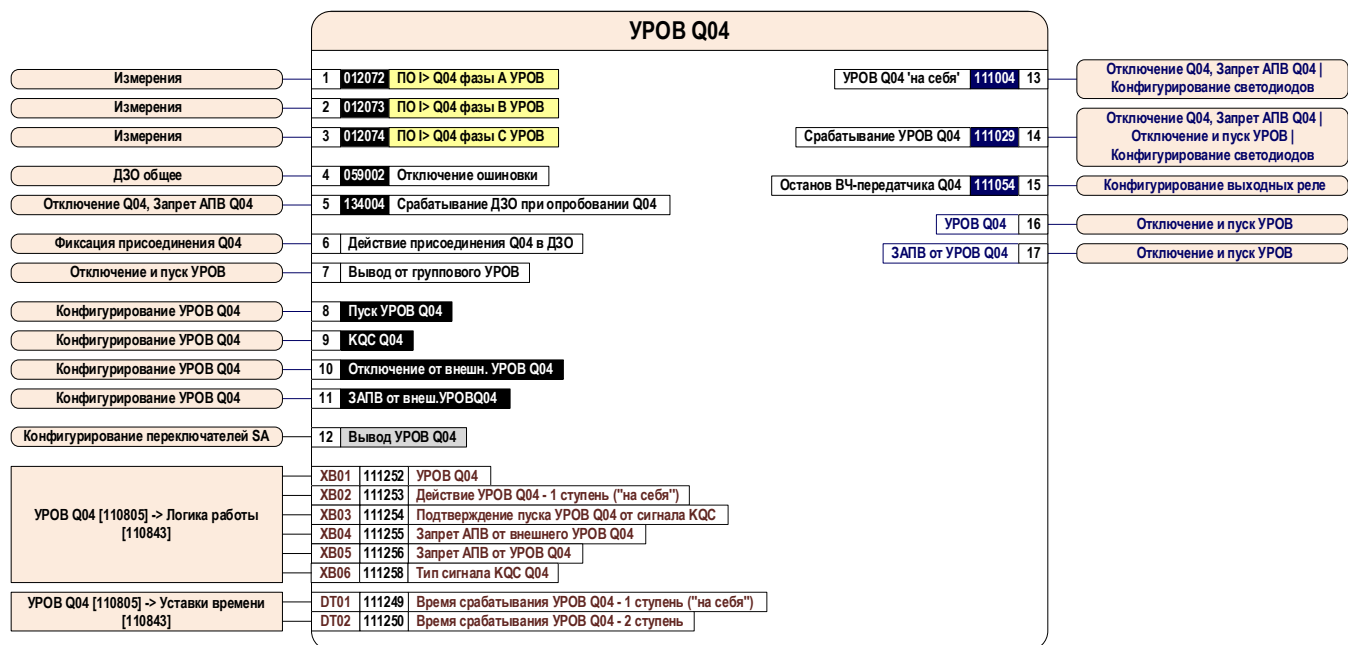 УРОВ Q04
Измерения 1 012072 ПО I> Q04 фазы A УРОВ
Измерения 2 012073 ПО I> Q04 фазы B УРОВ
Измерения 3 012074 ПО I> Q04 фазы C УРОВ
ДЗО общее 4 059002 Отключение ошиновки
Отключение Q04, Запрет АПВ Q04 5 134004 Срабатывание ДЗО при опробовании Q04
Фиксация присоединения Q04 6 Действие присоединения Q04 в ДЗО
Отключение и пуск УРОВ 7 Вывод от группового УРОВ
Конфигурирование УРОВ Q04 8 Пуск УРОВ Q04
Конфигурирование УРОВ Q04 9 KQC Q04
Конфигурирование УРОВ Q04 10 Отключение от внешн. УРОВ Q04
Конфигурирование УРОВ Q04 11 ЗАПВ от внеш.УРОВQ04
Конфигурирование переключателей SA 12 Вывод УРОВ Q04
УРОВ Q04 [110805] -> Логика работы
[110843]
XB01 111252 УРОВ Q04
XB02 111253 Действие УРОВ Q04 - 1 ступень ("на себя")
XB03 111254 Подтверждение пуска УРОВ Q04 от сигнала KQC
XB04 111255 Запрет АПВ от внешнего УРОВ Q04
XB05 111256 Запрет АПВ от УРОВ Q04
XB06 111258 Тип сигнала KQC Q04
УРОВ Q04 [110805] -> Уставки времени
[110843]
DT01 111249 Время срабатывания УРОВ Q04 - 1 ступень ("на себя")
DT02 111250 Время срабатывания УРОВ Q04 - 2 ступень
УРОВ Q04 'на себя' 111004 13
Отключение Q04, Запрет АПВ Q04 |
Конфигурирование светодиодов
Срабатывание УРОВ Q04 111029 14
Отключение Q04, Запрет АПВ Q04 |
Отключение и пуск УРОВ |
Конфигурирование светодиодов
Останов ВЧ-передатчика Q04 111054 15 Конфигурирование выходных реле
УРОВ Q04 16 Отключение и пуск УРОВ
ЗАПВ от УРОВ Q04 17 Отключение и пуск УРОВ